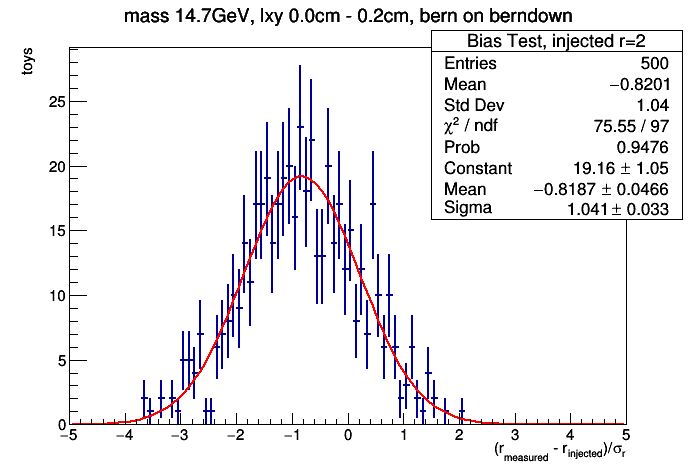 mass 14.7GeV, lxy 0.0cm - 0.2cm, bern on berndown
Bias Test, injected r=2
Entries 500
Mean −0.8201
Std Dev 1.04
χ² / ndf 75.55 / 97
Prob 0.9476
Constant 19.16 ± 1.05
Mean −0.8187 ± 0.0466
Sigma 1.041 ± 0.033
toys
25
20
15
10
5
0
−5 −4 −3 −2 −1 0 1 2 3 4 5
(r_measured - r_injected)/σ_r